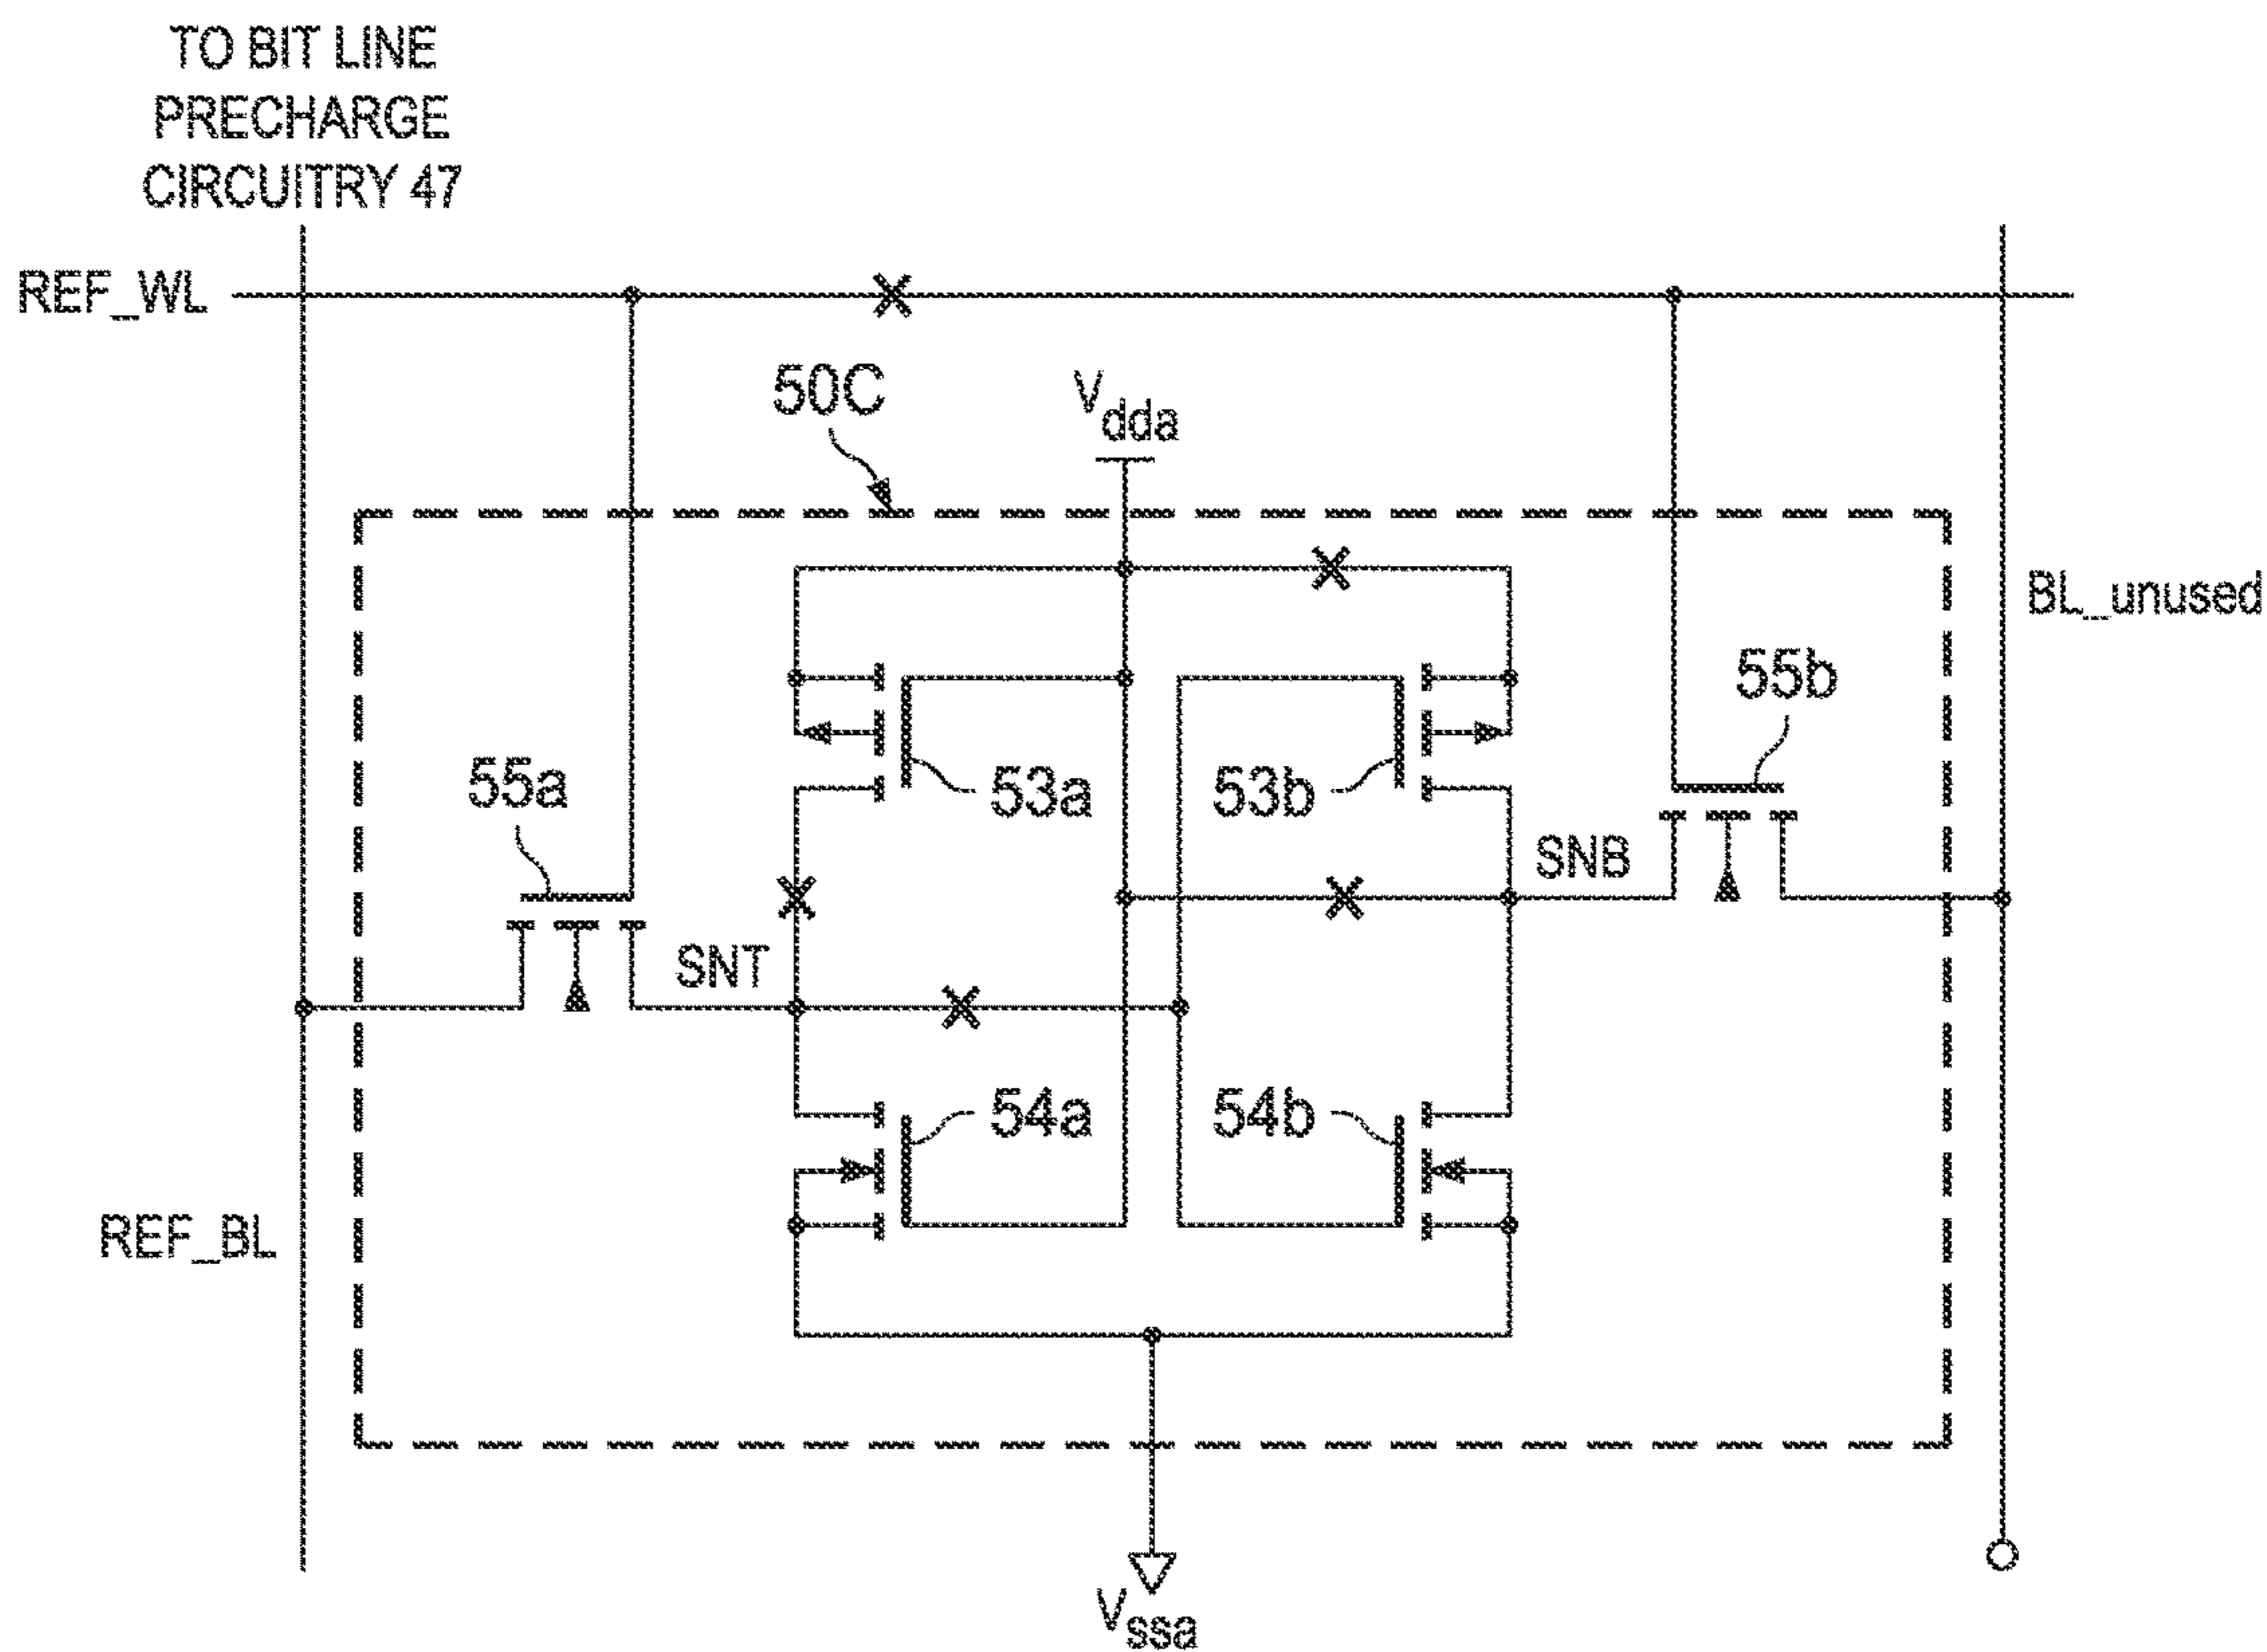 TO BIT LINE
PRECHARGE
CIRCUITRY 47
REF_WL
50C
Vdda
BL_unused
55b
55a
53a
53b
SNB
SNT
54a
54b
REF_BL
Vssa